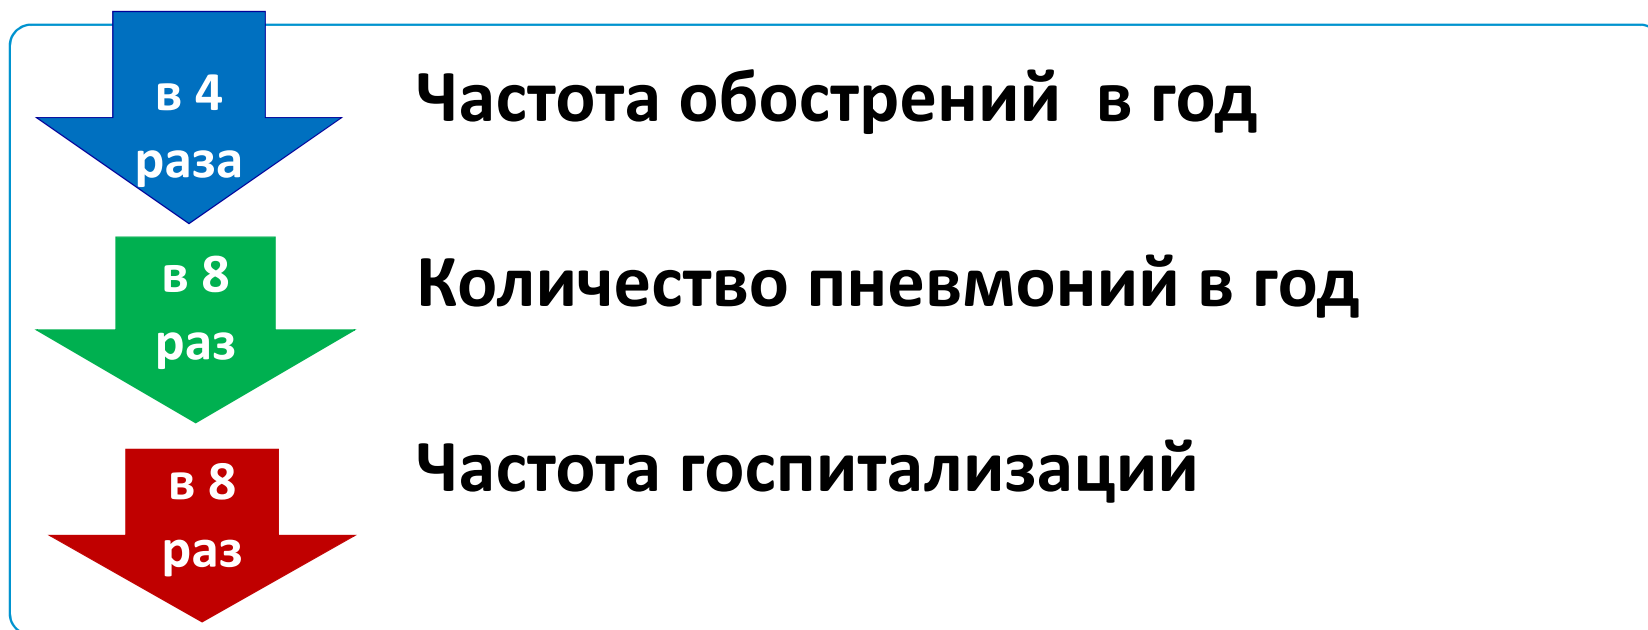 в 4
раза
Частота обострений в год
в 8
раз
Количество пневмоний в год
в 8
раз
Частота госпитализаций